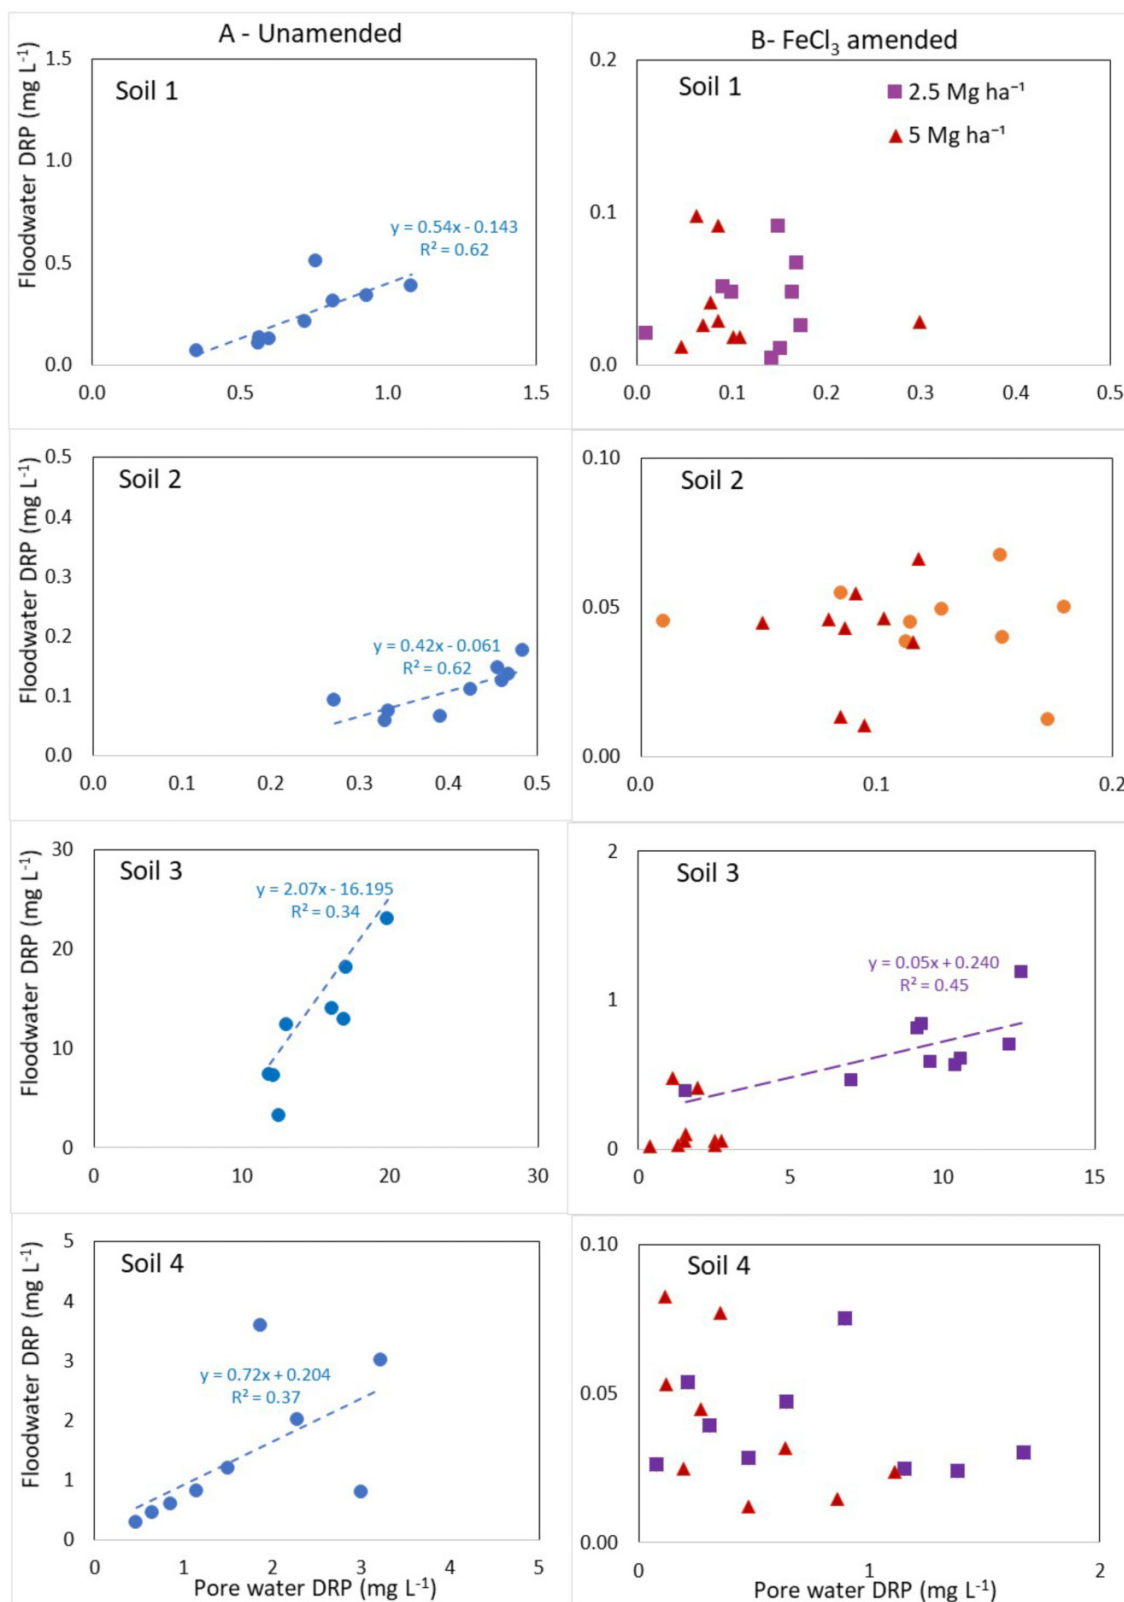 A - Unamended
B- FeCl₃ amended
Floodwater DRP (mg L⁻¹)
1.5
1.0
0.5
0.0
Soil 1
y = 0.54x - 0.143
R² = 0.62
0.0 0.5 1.0 1.5
0.2
0.1
0.0
Soil 1
2.5 Mg ha⁻¹
5 Mg ha⁻¹
0.0 0.1 0.2 0.3 0.4 0.5
Floodwater DRP (mg L⁻¹)
0.5
0.4
0.3
0.2
0.1
0.0
Soil 2
y = 0.42x - 0.061
R² = 0.62
0.0 0.1 0.2 0.3 0.4 0.5
0.10
0.05
0.00
Soil 2
0.0 0.1 0.2
Floodwater DRP (mg L⁻¹)
30
20
10
0
Soil 3
y = 2.07x - 16.195
R² = 0.34
0 10 20 30
2
1
0
Soil 3
y = 0.05x + 0.240
R² = 0.45
0 5 10 15
Floodwater DRP (mg L⁻¹)
5
4
3
2
1
0
Soil 4
y = 0.72x + 0.204
R² = 0.37
0 1 2 3 4 5
Pore water DRP (mg L⁻¹)
0.10
0.05
0.00
Soil 4
0 1 2
Pore water DRP (mg L⁻¹)